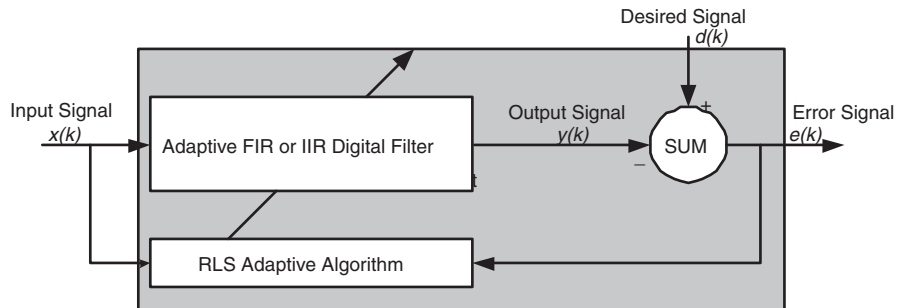 Desired Signal
d(k)
+
Input Signal
x(k)
Adaptive FIR or IIR Digital Filter
Output Signal
y(k)
–
SUM
Error Signal
e(k)
t
RLS Adaptive Algorithm